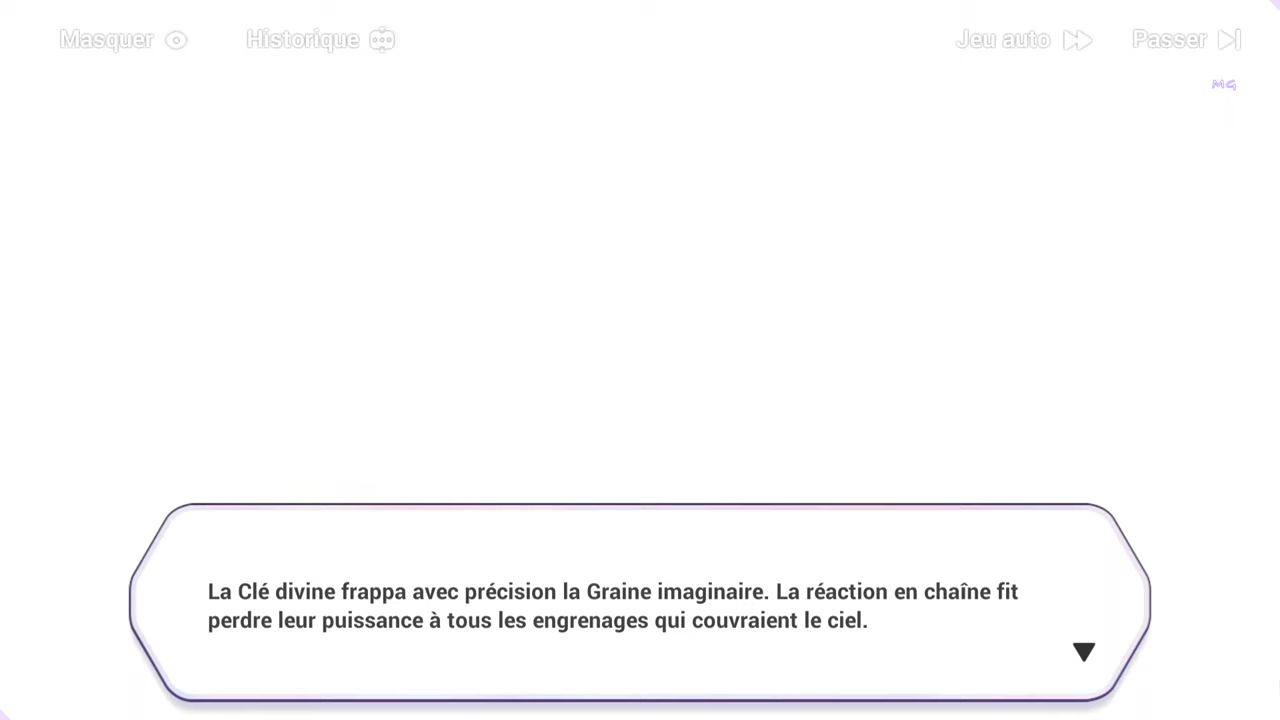 Masquer
Historique
Jeu auto
Passer
MG
La Clé divine frappa avec précision la Graine imaginaire. La réaction en chaîne fit
perdre leur puissance à tous les engrenages qui couvraient le ciel.